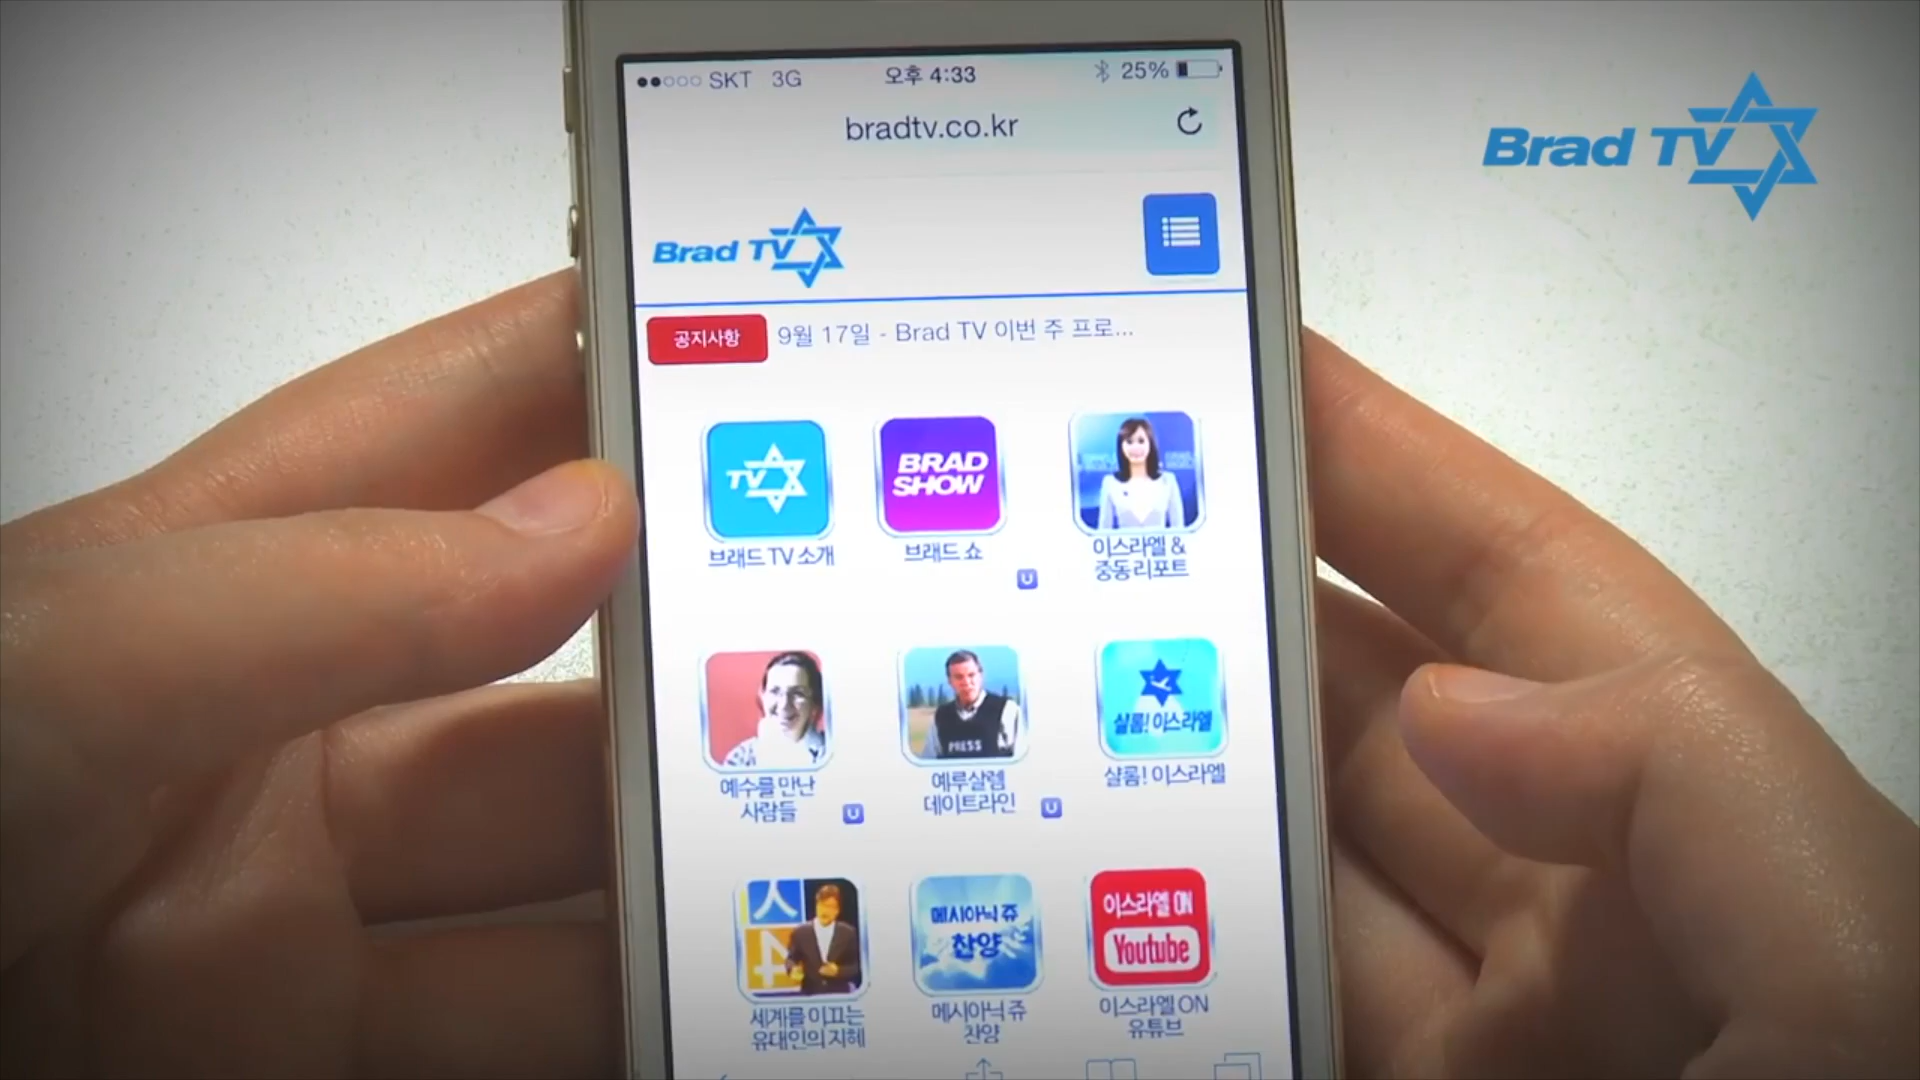 SKT 3G 오후 4:33 25%
bradtv.co.kr
Brad TV
Brad TV
공지사항 9월 17일 - Brad TV 이번 주 프로...
TV
BRAD
SHOW
브래드 TV 소개
브래드 쇼
이스라엘 &
중동 리포트
U
PRESS
샬롬! 이스라엘
예수를 만난
사람들
U
예루살렘
데이트라인
U
샬롬! 이스라엘
메시아닉 쥬
찬양
이스라엘 ON
Youtube
세계를 이끄는
유대인의 지혜
메시아닉 쥬
찬양
이스라엘 ON
유튜브